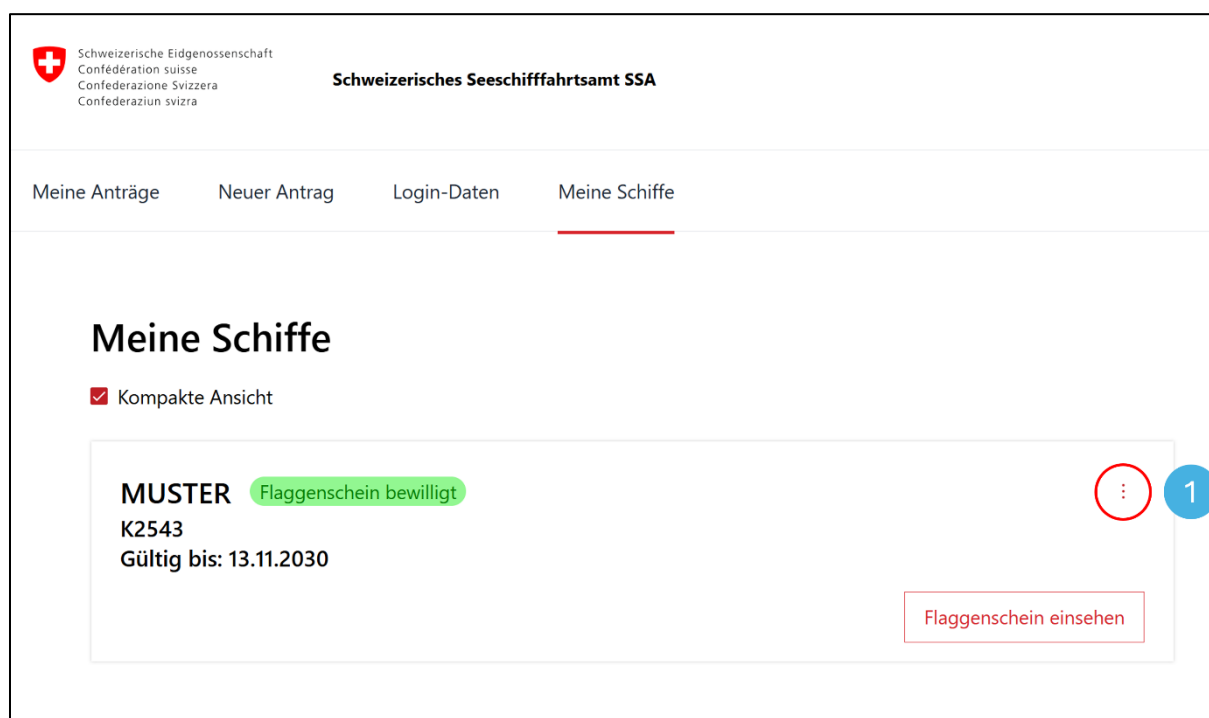 Schweizerische Eidgenossenschaft
Confédération suisse
Confederazione Svizzera
Confederaziun svizra
Schweizerisches Seeschifffahrtsamt SSA
Meine Anträge Neuer Antrag Login-Daten Meine Schiffe
Meine Schiffe
Kompakte Ansicht
MUSTER Flaggenschein bewilligt
1
K2543
Gültig bis: 13.11.2030
Flaggenschein einsehen